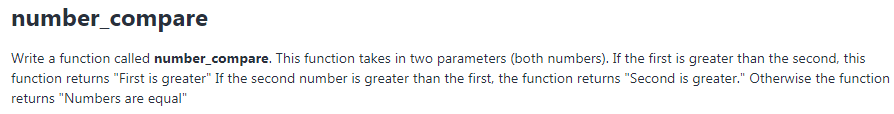 number_compare
Write a function called number_compare. This function takes in two parameters (both numbers). If the first is greater than the second, this
function returns "First is greater" If the second number is greater than the first, the function returns "Second is greater." Otherwise the function
returns "Numbers are equal"